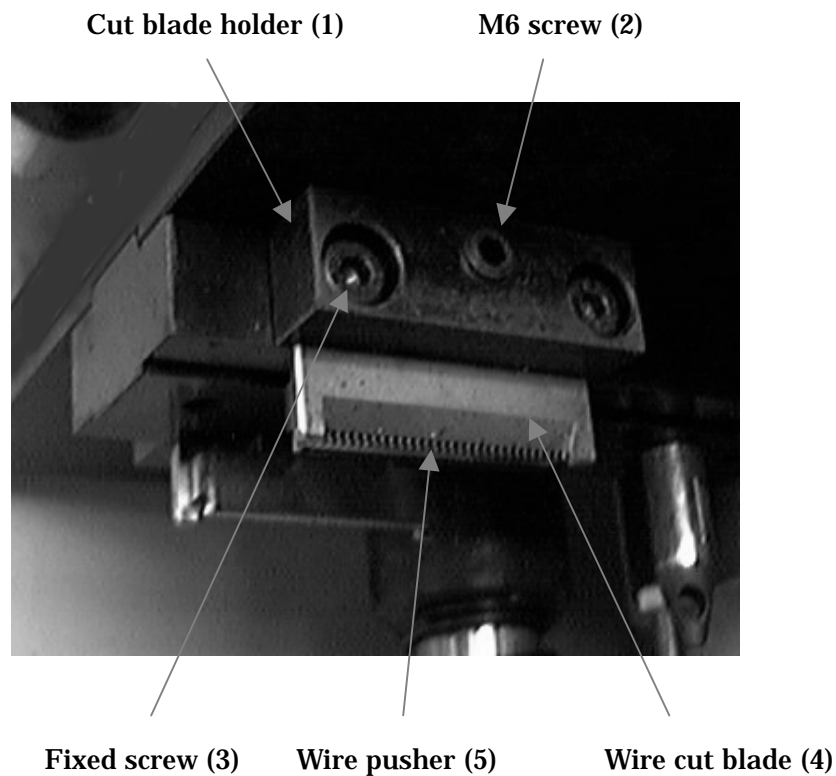 Cut blade holder (1) M6 screw (2)
Fixed screw (3) Wire pusher (5) Wire cut blade (4)